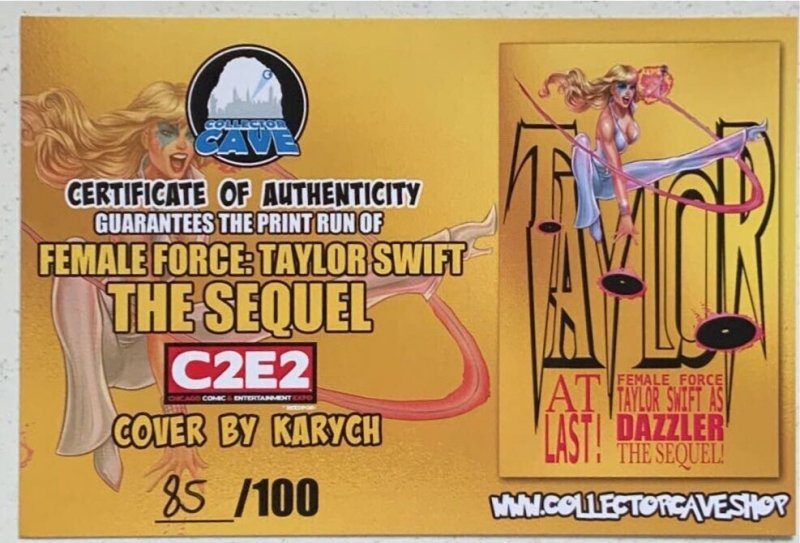 COLLECTOR
CAVE
CERTIFICATE OF AUTHENTICITY
GUARANTEES THE PRINT RUN OF
FEMALE FORCE: TAYLOR SWIFT
THE SEQUEL
C2E2
CHICAGO COMIC & ENTERTAINMENT EXPO
COVER BY KARYCH
85/100
TAYLOR
AT
LAST!
FEMALE FORCE
TAYLOR SWIFT AS
DAZZLER
THE SEQUEL!
WWW.COLLECTORCAVESHOP